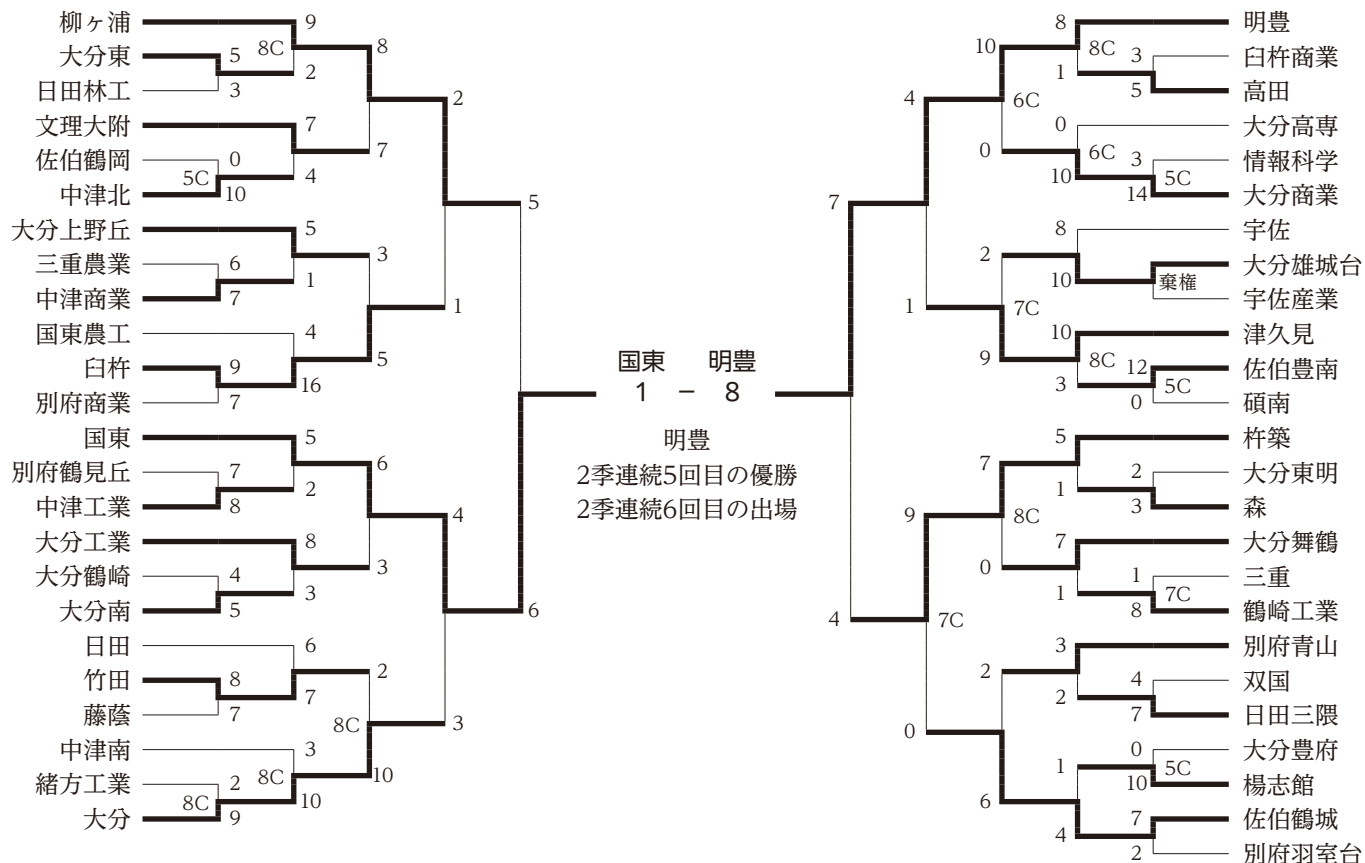 柳ヶ浦
大分東
日田林工
文理大附
佐伯鶴岡
中津北
大分上野丘
三重農業
中津商業
国東農工
臼杵
別府商業
国東
別府鶴見丘
中津工業
大分工業
大分鶴崎
大分南
日田
竹田
藤蔭
中津南
緒方工業
大分
9
5
8C
2
3
7
0
5C
4
10
5
6
1
7
4
9
16
7
5
7
2
8
8
4
3
5
6
8
7
7
3
2
8C
10
8C
9
8
7
3
5
6
3
2
8C
10
2
1
4
3
5
6
国東 明豊
1 − 8
明豊
2季連続5回目の優勝
2季連続6回目の出場
7
4
4
1
9
7C
0
10
6C
0
2
7C
9
7
8C
0
2
6
8
8C
1
0
6C
10
8
10
10
8C
3
5
1
7
1
3
2
1
4
3
5
3
5C
14
棄権
12
5C
0
2
3
1
7C
8
4
7
0
5C
10
7
2
明豊
臼杵商業
高田
大分高専
情報科学
大分商業
宇佐
大分雄城台
宇佐産業
津久見
佐伯豊南
碩南
杵築
大分東明
森
大分舞鶴
三重
鶴崎工業
別府青山
双国
日田三隈
大分豊府
楊志館
佐伯鶴城
別府羽室台